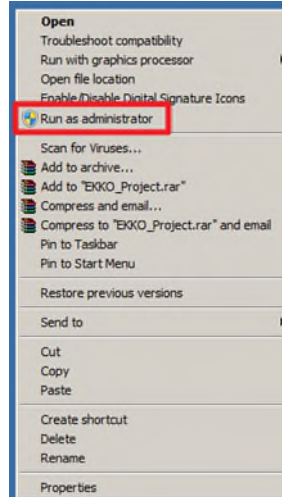 Open
Troubleshoot compatibility
Run with graphics processor
Open file location
Enable/Disable Digital Signature Icons
Run as administrator
Scan for Viruses...
Add to archive...
Add to "EKKO_Project.rar"
Compress and email...
Compress to "EKKO_Project.rar" and email
Pin to Taskbar
Pin to Start Menu
Restore previous versions
Send to
Cut
Copy
Paste
Create shortcut
Delete
Rename
Properties